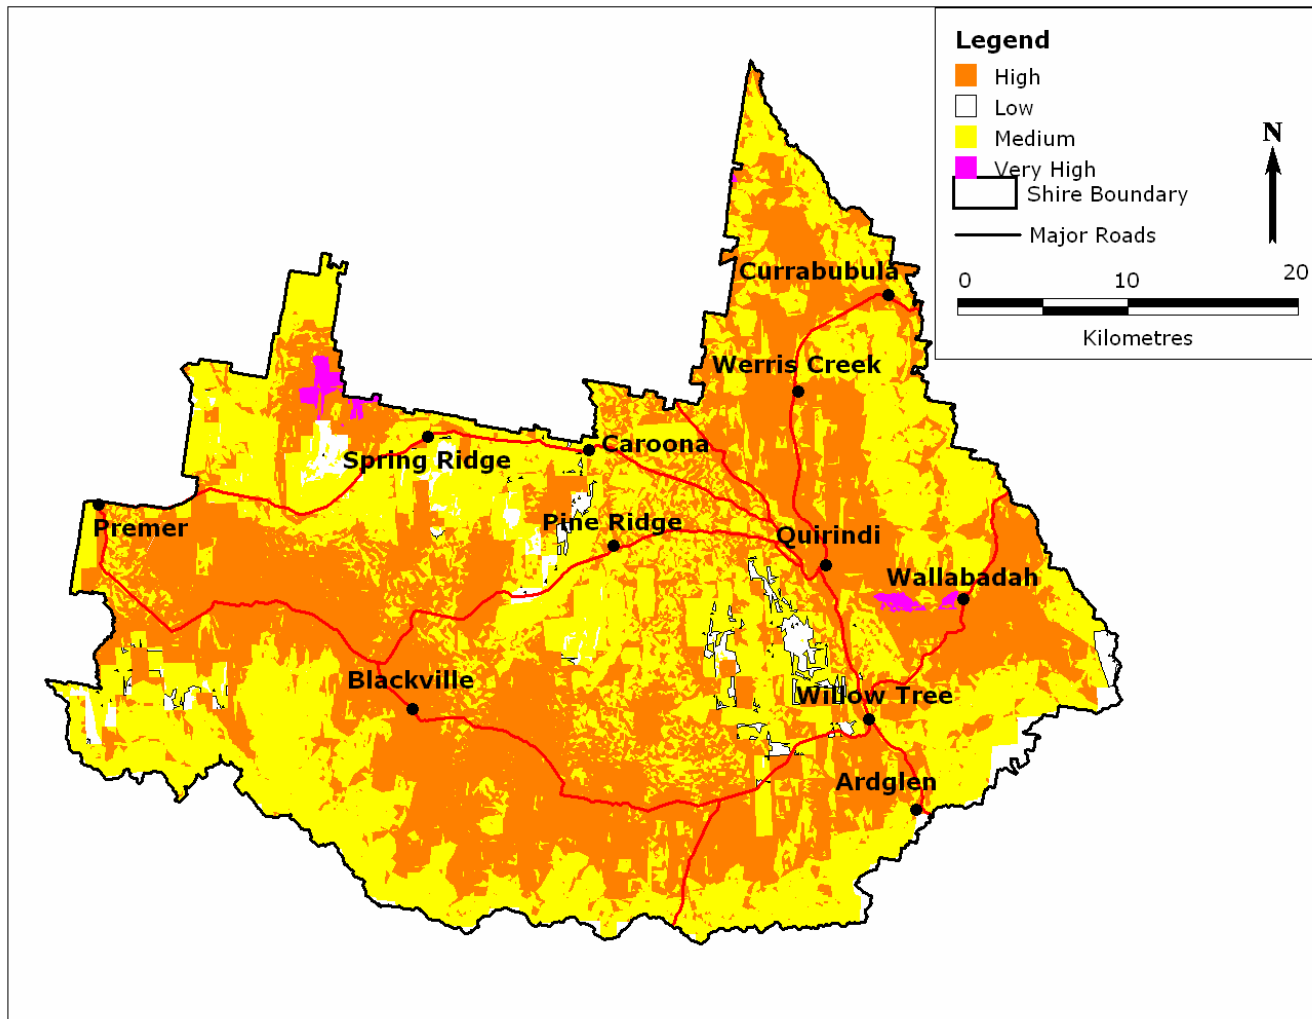 Legend
High
Low
Medium
Very High
Shire Boundary
Major Roads
N
0 10 20
Kilometres
Currabubula
Werris Creek
Caroona
Spring Ridge
Premer
Pine Ridge
Quirindi
Wallabadah
Blackville
Willow Tree
Ardglen